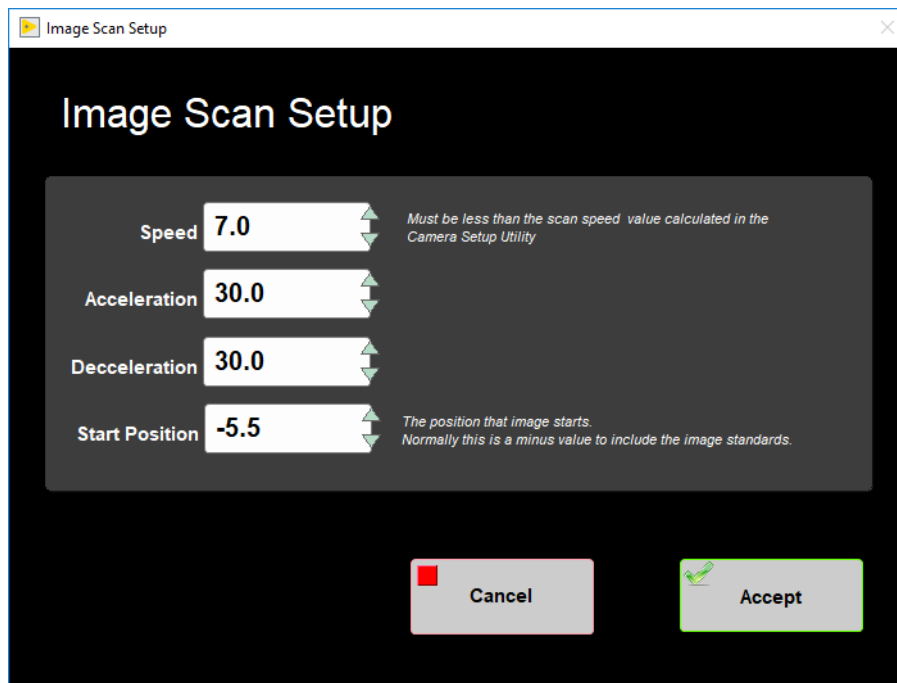 Image Scan Setup
Image Scan Setup
Speed 7.0
Must be less than the scan speed value calculated in the
Camera Setup Utility
Acceleration 30.0
Decceleration 30.0
Start Position -5.5
The position that image starts.
Normally this is a minus value to include the image standards.
Cancel
Accept